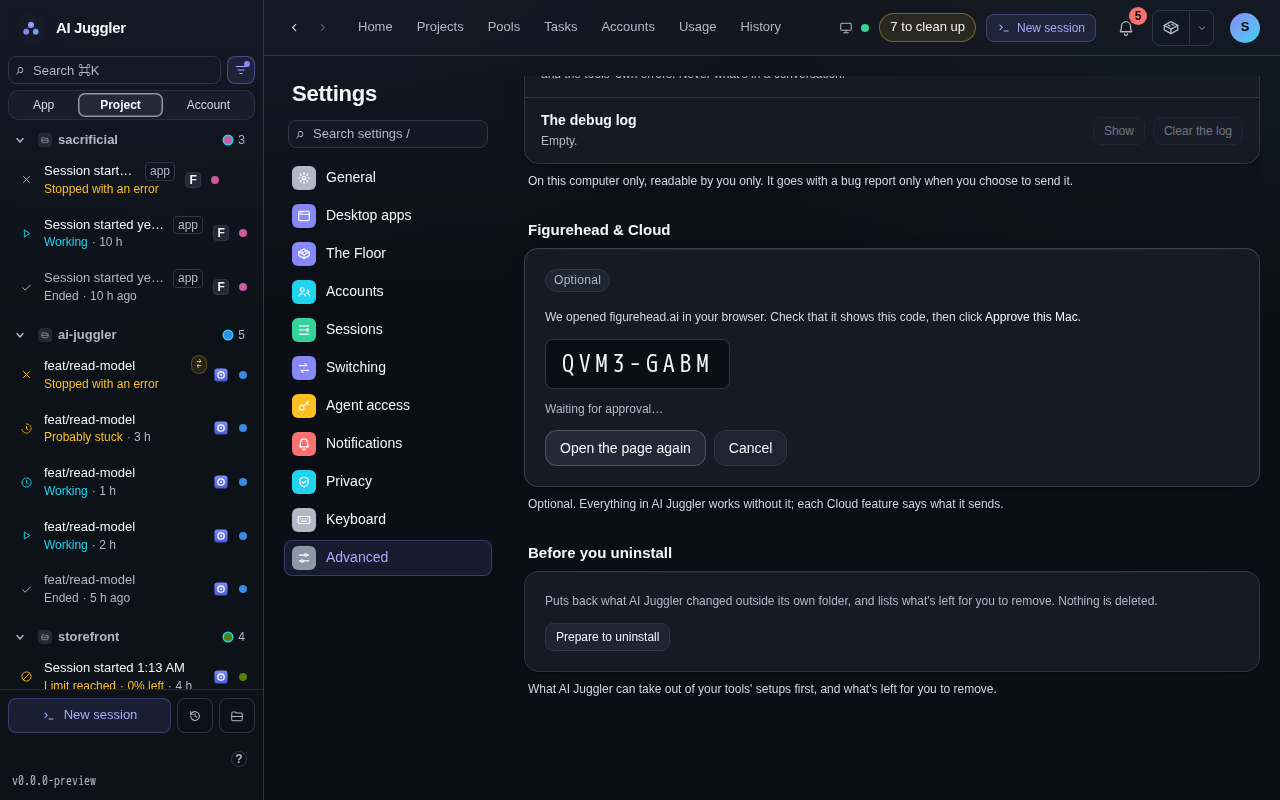 AI Juggler
Search ⌘K
App Project Account
sacrificial 3
Session start… app F
Stopped with an error
Session started ye… app F
Working · 10 h
Session started ye… app F
Ended · 10 h ago
ai-juggler 5
feat/read-model
Stopped with an error
feat/read-model
Probably stuck · 3 h
feat/read-model
Working · 1 h
feat/read-model
Working · 2 h
feat/read-model
Ended · 5 h ago
storefront 4
Session started 1:13 AM
Limit reached · 0% left · 4 h
New session
?
v0.0.0-preview
Home Projects Pools Tasks Accounts Usage History
7 to clean up
New session
5
S
Settings
Search settings /
General
Desktop apps
The Floor
Accounts
Sessions
Switching
Agent access
Notifications
Privacy
Keyboard
Advanced
and the tools' own errors. Never what's in a conversation.
The debug log
Empty.
Show Clear the log
On this computer only, readable by you only. It goes with a bug report only when you choose to send it.
Figurehead & Cloud
Optional
We opened figurehead.ai in your browser. Check that it shows this code, then click Approve this Mac.
QVM3-GABM
Waiting for approval…
Open the page again Cancel
Optional. Everything in AI Juggler works without it; each Cloud feature says what it sends.
Before you uninstall
Puts back what AI Juggler changed outside its own folder, and lists what's left for you to remove. Nothing is deleted.
Prepare to uninstall
What AI Juggler can take out of your tools' setups first, and what's left for you to remove.